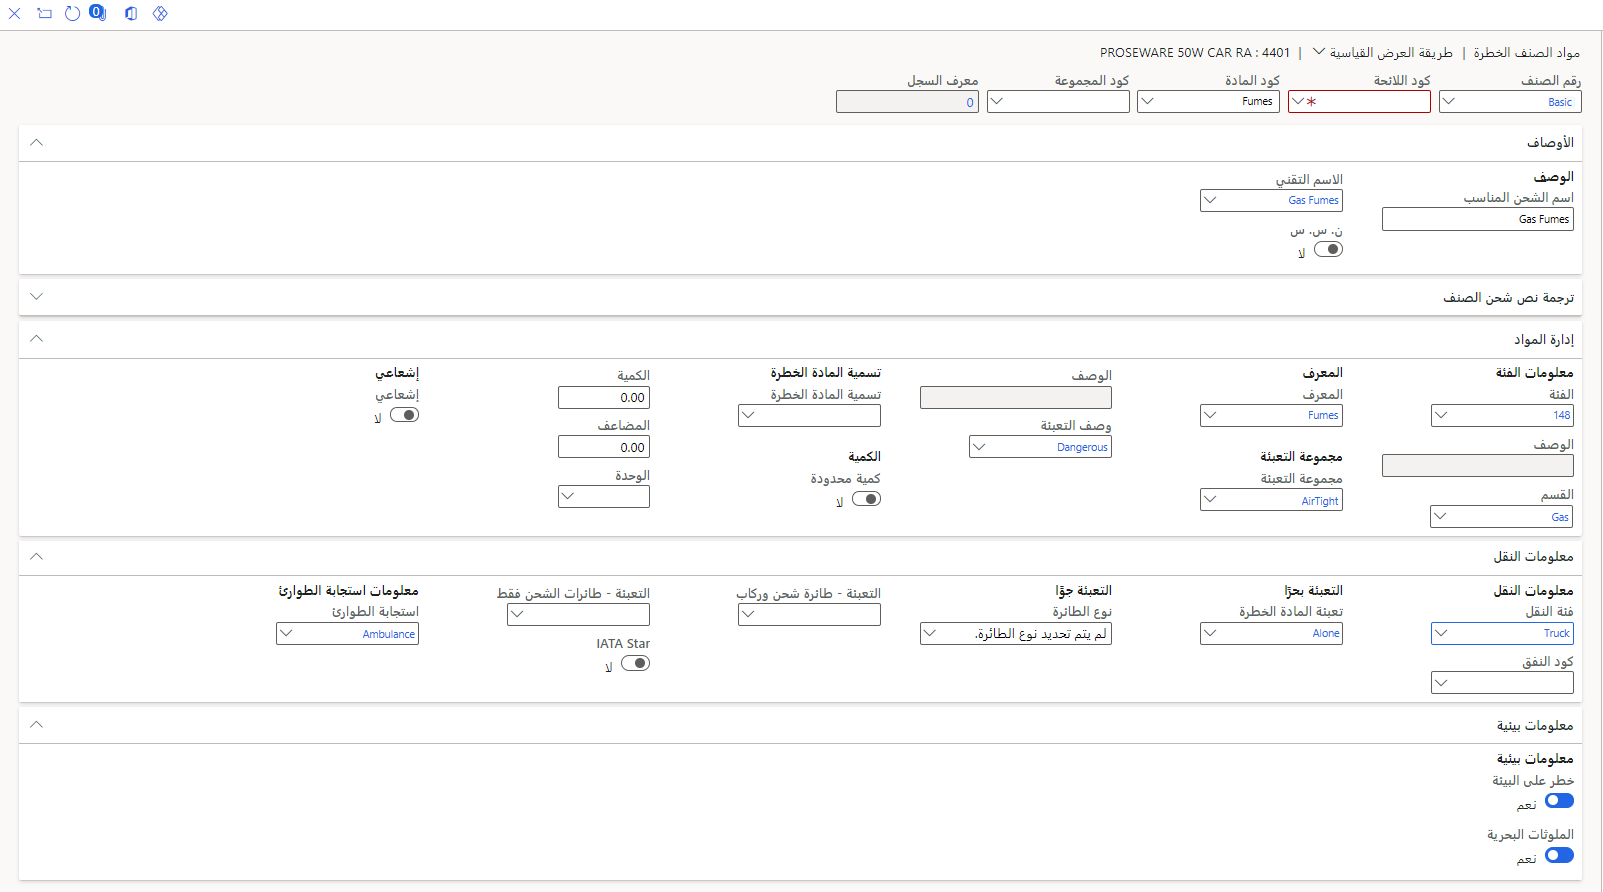 0
مواد الصنف الخطرة | طريقة العرض القياسية | PROSEWARE 50W CAR RA : 4401
رقم الصنف
Basic
كود اللائحة
*
كود المادة
Fumes
كود المجموعة
معرف السجل
0
الأوصاف
الوصف
اسم الشحن المناسب
Gas Fumes
الاسم التقني
Gas Fumes
ن. س. س
لا
ترجمة نص شحن الصنف
إدارة المواد
معلومات الفئة
الفئة
148
الوصف
القسم
Gas
المعرف
المعرف
Fumes
مجموعة التعبئة
مجموعة التعبئة
AirTight
الوصف
وصف التعبئة
Dangerous
تسمية المادة الخطرة
تسمية المادة الخطرة
الكمية
كمية محدودة
لا
الكمية
0.00
المضاعف
0.00
الوحدة
إشعاعي
إشعاعي
لا
معلومات النقل
معلومات النقل
فئة النقل
Truck
كود النفق
التعبئة بحرًا
تعبئة المادة الخطرة
Alone
التعبئة جوًا
نوع الطائرة
لم يتم تحديد نوع الطائرة.
التعبئة - طائرة شحن وركاب
التعبئة - طائرات الشحن فقط
IATA Star
لا
معلومات استجابة الطوارئ
استجابة الطوارئ
Ambulance
معلومات بيئية
معلومات بيئية
خطر على البيئة
نعم
الملوثات البحرية
نعم